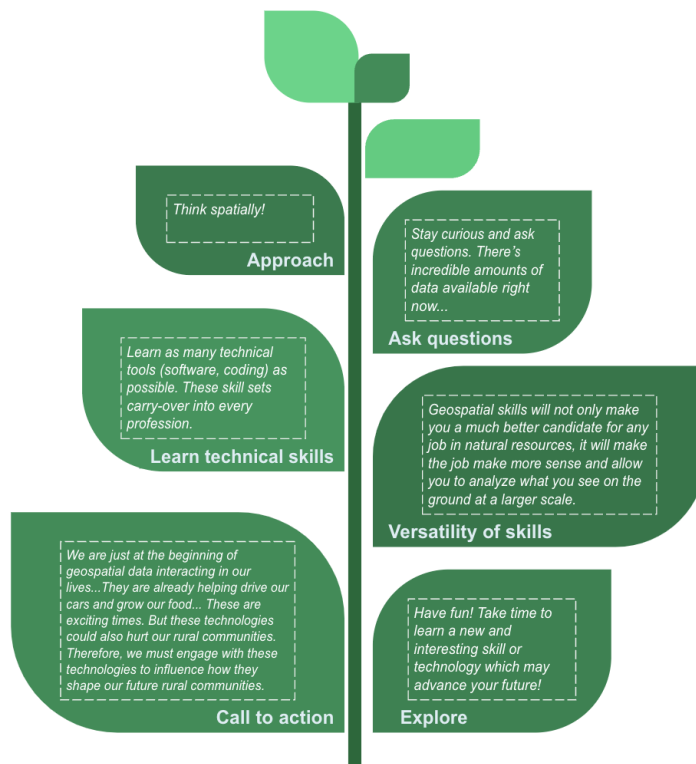 Think spatially!
Approach
Stay curious and ask
questions. There's
incredible amounts of
data available right
now...
Ask questions
Learn as many technical
tools (software, coding) as
possible. These skill sets
carry-over into every
profession.
Learn technical skills
Geospatial skills will not only make
you a much better candidate for any
job in natural resources, it will make
the job make more sense and allow
you to analyze what you see on the
ground at a larger scale.
Versatility of skills
We are just at the beginning of
geospatial data interacting in our
lives...They are already helping drive our
cars and grow our food... These are
exciting times. But these technologies
could also hurt our rural communities.
Therefore, we must engage with these
technologies to influence how they
shape our future rural communities.
Call to action
Have fun! Take time to
learn a new and
interesting skill or
technology which may
advance your future!
Explore